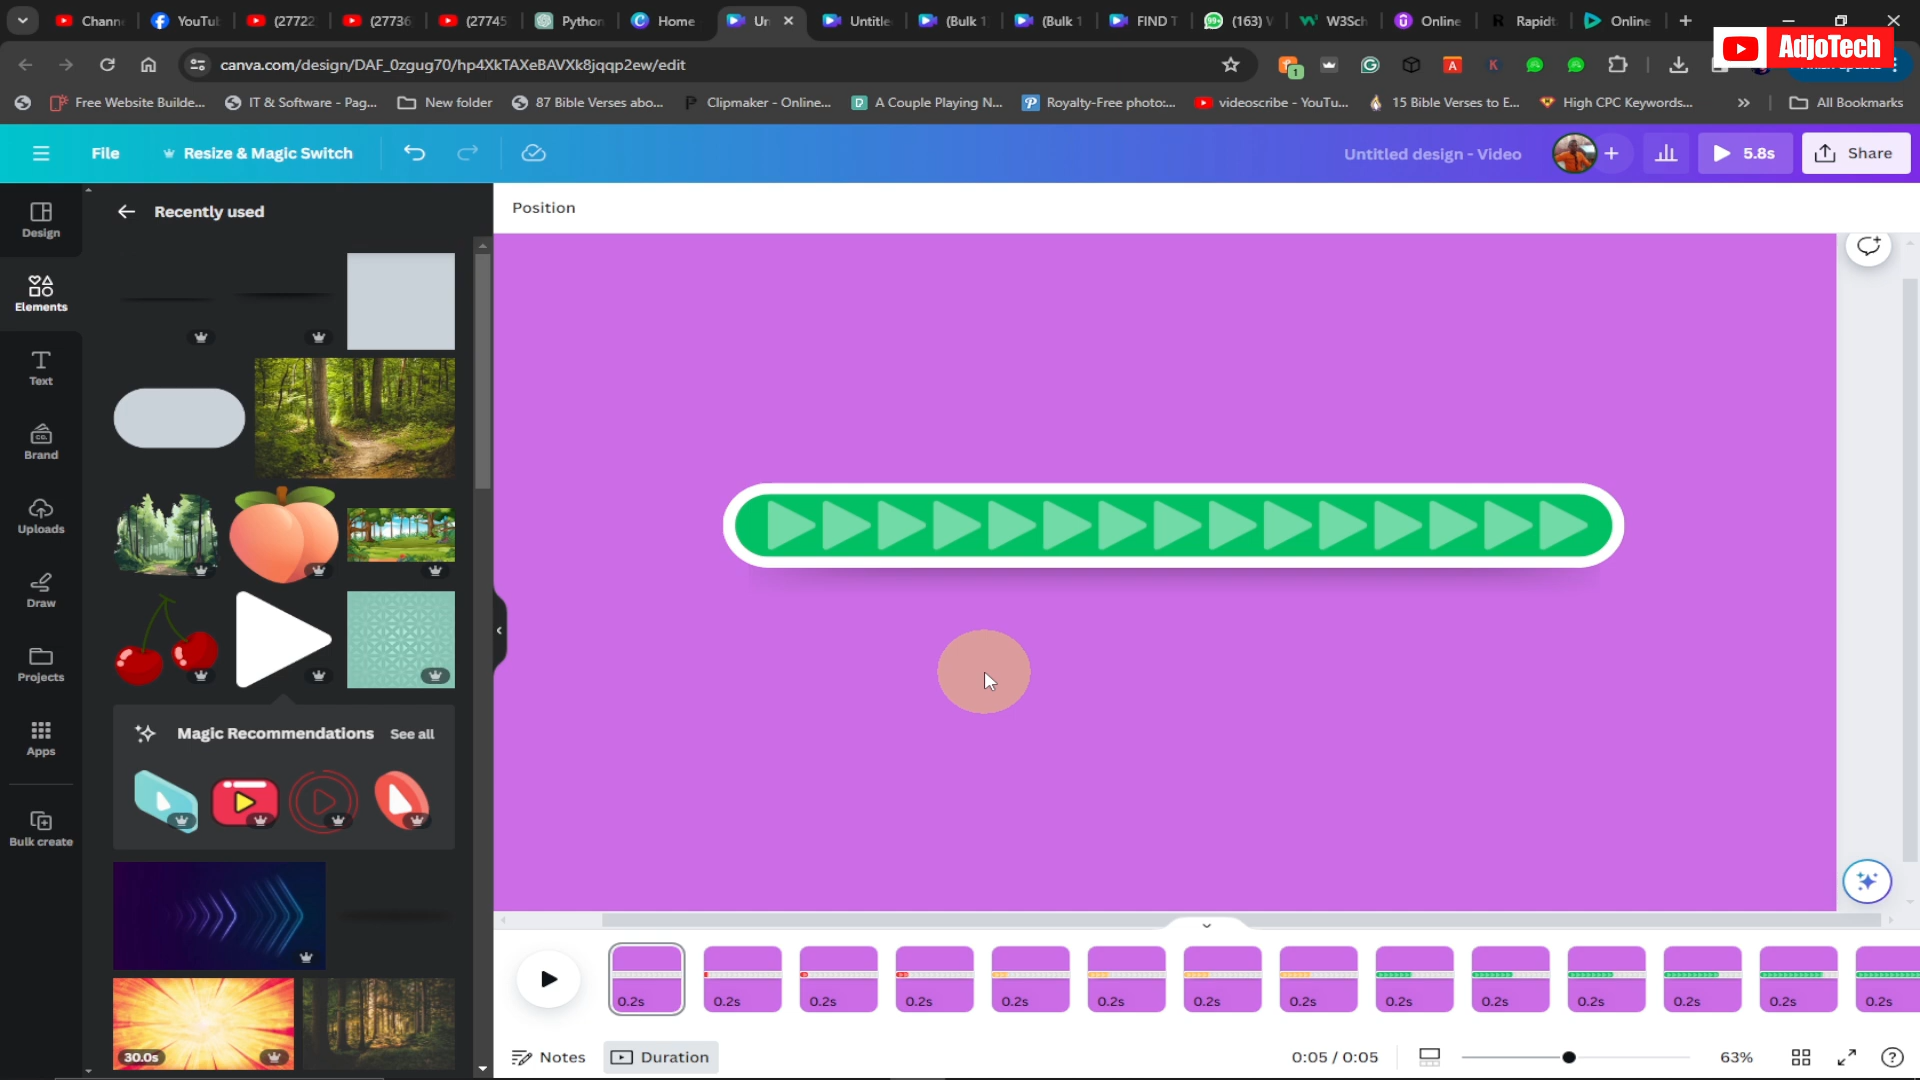 Chann
YouTu
(27722
(27736
(27745
Python
Home
Un
Untitle
(Bulk 1
(Bulk 1
FIND T
(163) W
W3Sch
Online
Rapidt
Online
canva.com/design/DAF_0zgug70/hp4XkTAXeBAVXk8jqqp2ew/edit
AdjoTech
Free Website Builde...
IT & Software - Pag...
New folder
87 Bible Verses abo...
Clipmaker - Online...
A Couple Playing N...
Royalty-Free photo:...
videoscribe - YouTu...
15 Bible Verses to E...
High CPC Keywords...
All Bookmarks
File
Resize & Magic Switch
Untitled design - Video
5.8s
Share
Design
Elements
Text
Brand
Uploads
Draw
Projects
Apps
Bulk create
Recently used
Position
Magic Recommendations
See all
30.0s
0.2s
0.2s
0.2s
0.2s
0.2s
0.2s
0.2s
0.2s
0.2s
0.2s
0.2s
0.2s
0.2s
0.2s
Notes
Duration
0:05 / 0:05
63%